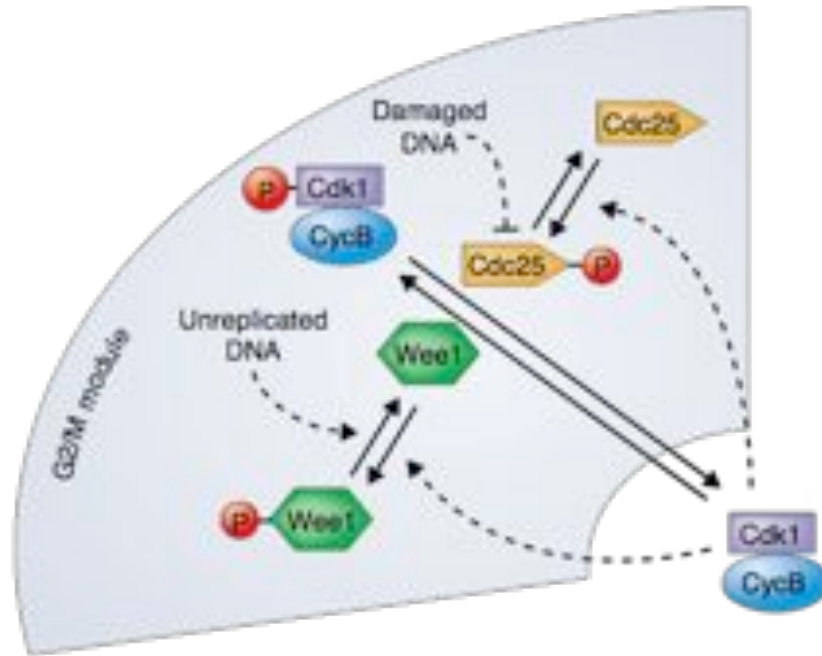 Damaged
DNA
Cdc25
P
Cdk1
CycB
Cdc25
P
Unreplicated
DNA
Wee1
G2/M module
P
Wee1
Cdk1
CycB